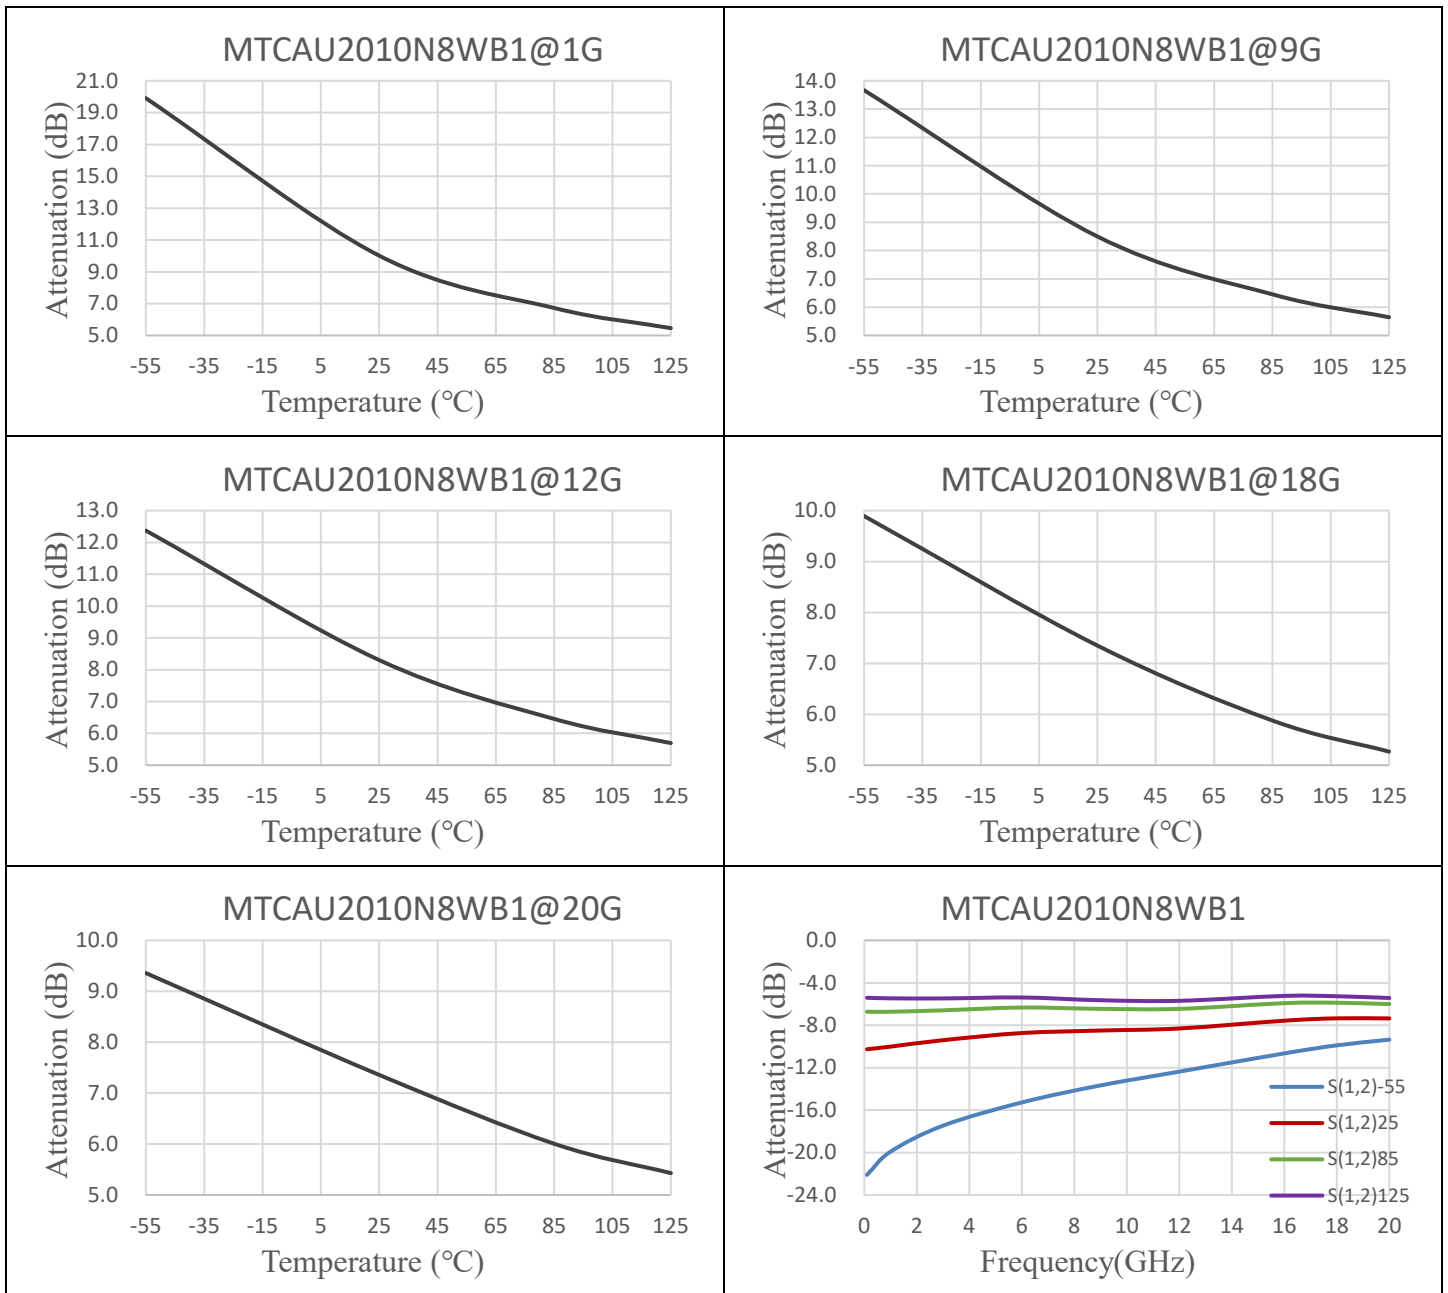 MTCAU2010N8WB1@1G
21.0
19.0
17.0
15.0
13.0
11.0
9.0
7.0
5.0
Attenuation (dB)
-55 -35 -15 5 25 45 65 85 105 125
Temperature (℃)
MTCAU2010N8WB1@9G
14.0
13.0
12.0
11.0
10.0
9.0
8.0
7.0
6.0
5.0
Attenuation (dB)
-55 -35 -15 5 25 45 65 85 105 125
Temperature (℃)
MTCAU2010N8WB1@12G
13.0
12.0
11.0
10.0
9.0
8.0
7.0
6.0
5.0
Attenuation (dB)
-55 -35 -15 5 25 45 65 85 105 125
Temperature (℃)
MTCAU2010N8WB1@18G
10.0
9.0
8.0
7.0
6.0
5.0
Attenuation (dB)
-55 -35 -15 5 25 45 65 85 105 125
Temperature (℃)
MTCAU2010N8WB1@20G
10.0
9.0
8.0
7.0
6.0
5.0
Attenuation (dB)
-55 -35 -15 5 25 45 65 85 105 125
Temperature (℃)
MTCAU2010N8WB1
0.0
-4.0
-8.0
-12.0
-16.0
-20.0
-24.0
Attenuation (dB)
S(1,2)-55
S(1,2)25
S(1,2)85
S(1,2)125
0 2 4 6 8 10 12 14 16 18 20
Frequency(GHz)